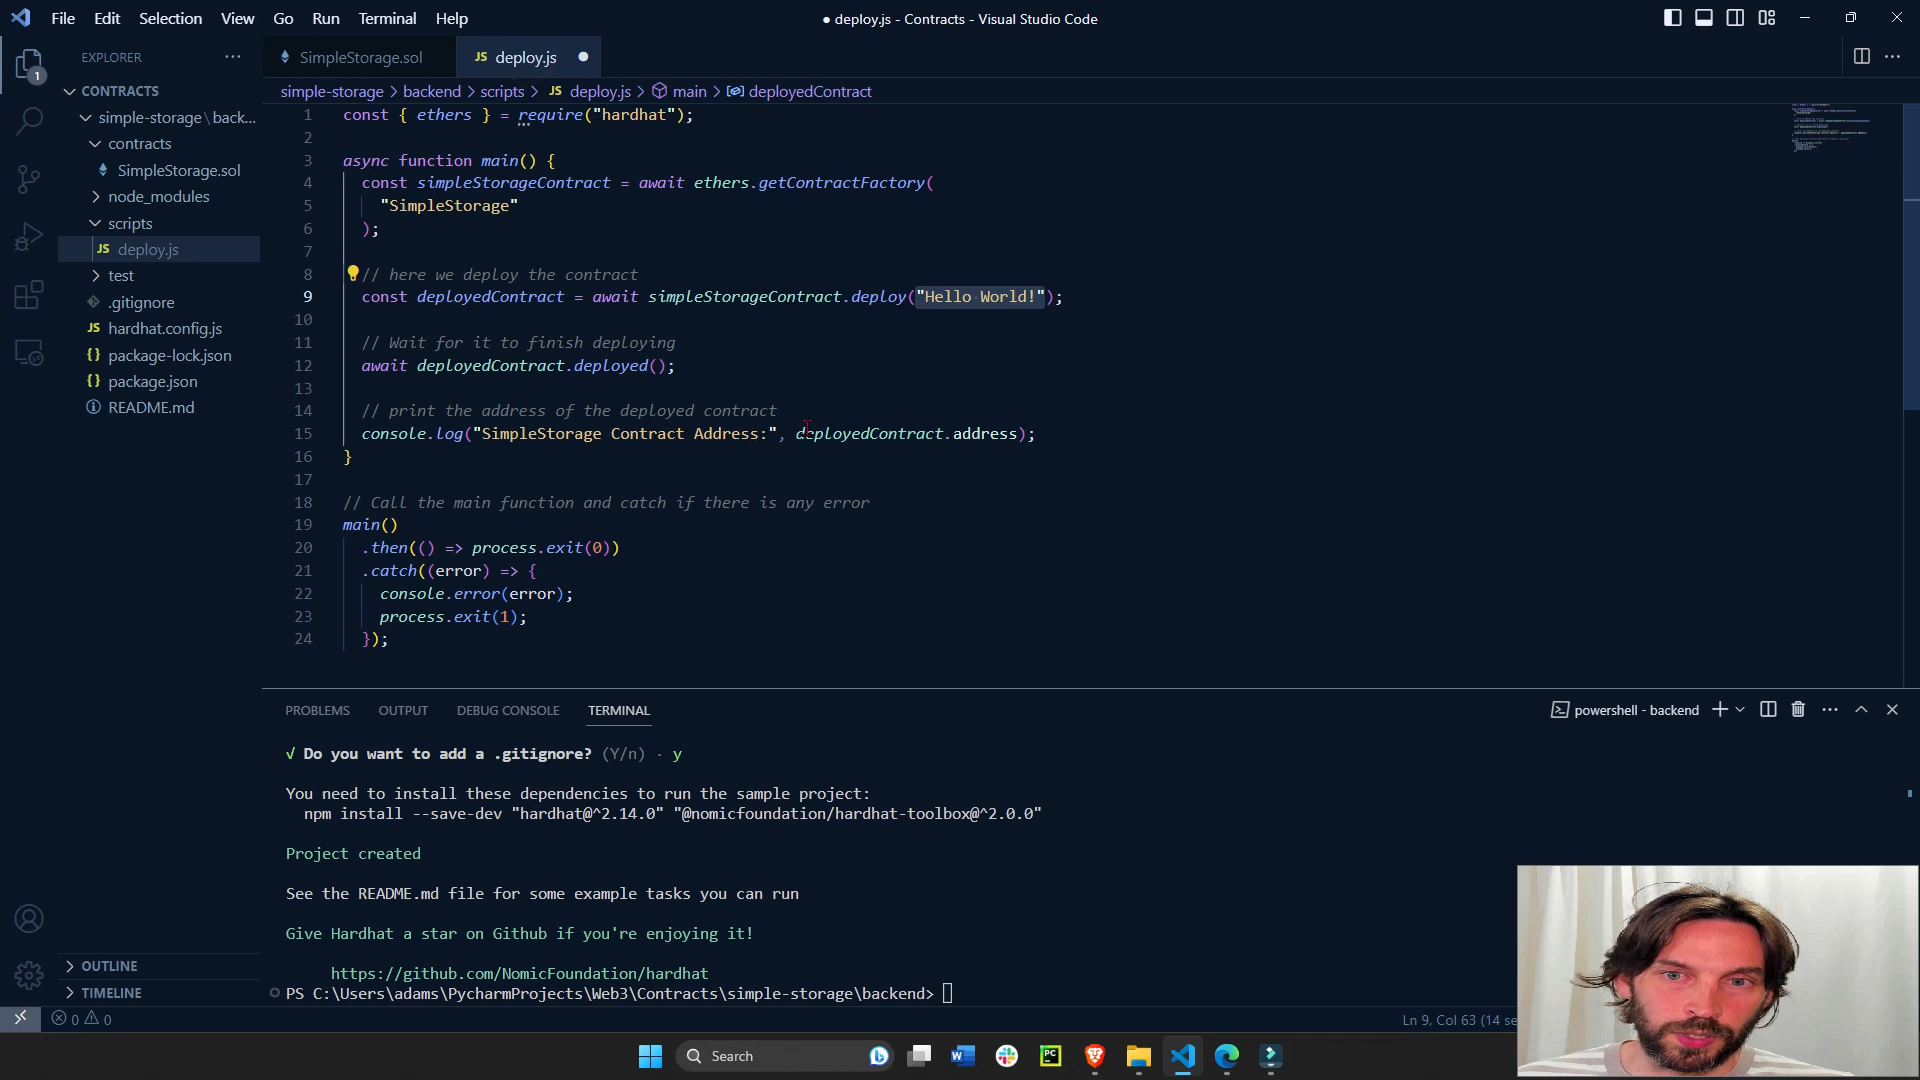 File Edit Selection View Go Run Terminal Help
● deploy.js - Contracts - Visual Studio Code
EXPLORER
SimpleStorage.sol
JS deploy.js
1
CONTRACTS
simple-storage > backend > scripts > JS deploy.js > main > deployedContract
simple-storage\back...
contracts
SimpleStorage.sol
node_modules
scripts
JS deploy.js
test
.gitignore
JS hardhat.config.js
{} package-lock.json
{} package.json
README.md
OUTLINE
TIMELINE
1 const { ethers } = require("hardhat");
2
3 async function main() {
4 const simpleStorageContract = await ethers.getContractFactory(
5 "SimpleStorage"
6 );
7
8 // here we deploy the contract
9 const deployedContract = await simpleStorageContract.deploy("Hello World!");
10
11 // Wait for it to finish deploying
12 await deployedContract.deployed();
13
14 // print the address of the deployed contract
15 console.log("SimpleStorage Contract Address:", deployedContract.address);
16 }
17
18 // Call the main function and catch if there is any error
19 main()
20 .then(() => process.exit(0))
21 .catch((error) => {
22 console.error(error);
23 process.exit(1);
24 });
PROBLEMS OUTPUT DEBUG CONSOLE TERMINAL
powershell - backend
√ Do you want to add a .gitignore? (Y/n) · y
You need to install these dependencies to run the sample project:
npm install --save-dev "hardhat@^2.14.0" "@nomicfoundation/hardhat-toolbox@^2.0.0"
Project created
See the README.md file for some example tasks you can run
Give Hardhat a star on Github if you're enjoying it!
https://github.com/NomicFoundation/hardhat
PS C:\Users\adams\PycharmProjects\Web3\Contracts\simple-storage\backend>
0 0
Ln 9, Col 63 (14 se
Search
PC